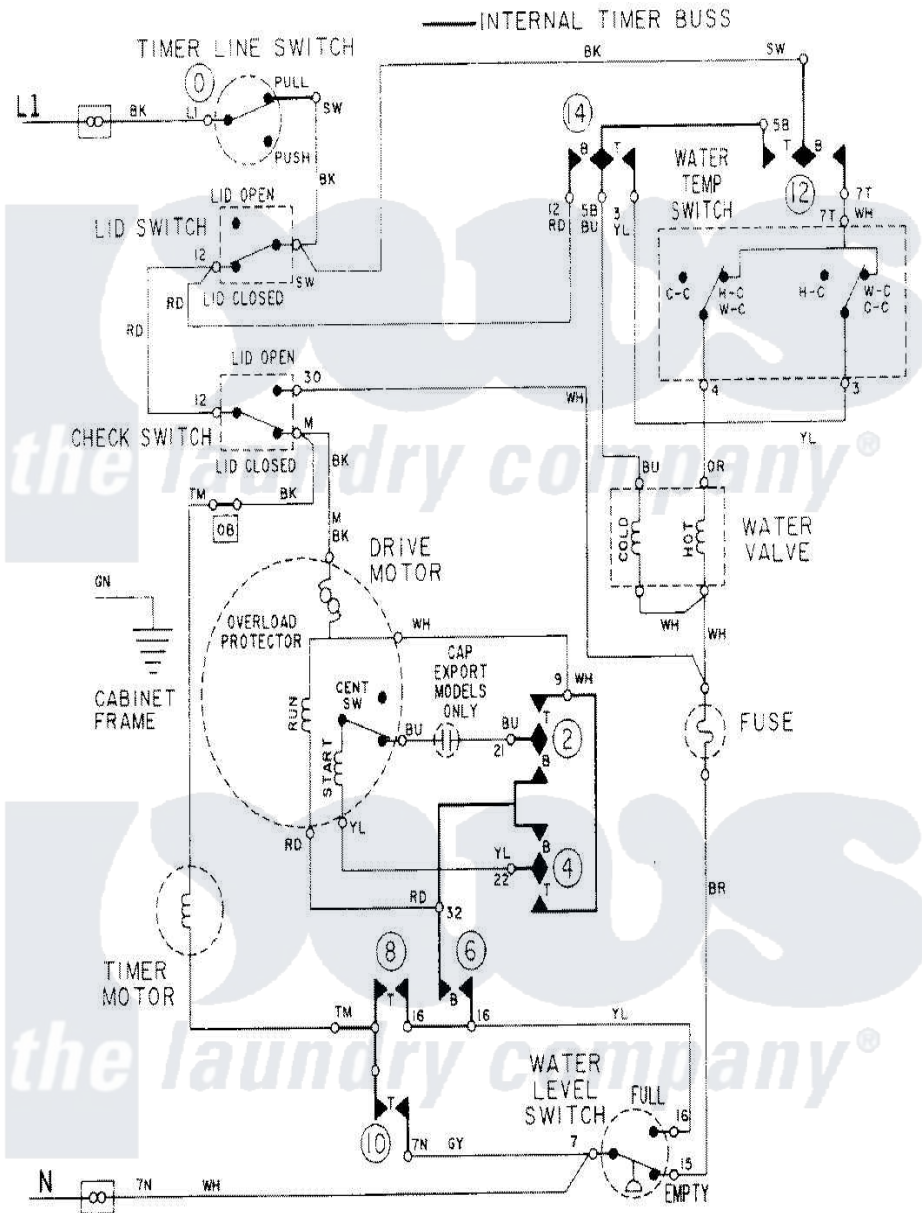 INTERNAL TIMER BUSS
TIMER LINE SWITCH
BK
SW
0
PULL
SW
L1
BK
L1
PUSH
BK
14
5B
B
T
T
B
WATER
TEMP
SWITCH
12
7T
7T
WH
LID OPEN
LID SWITCH
12
SW
RD
LID CLOSED
12
RD
5B
BU
3
YL
C-C
H-C
W-C
H-C
W-C
C-C
RD
LID OPEN
30
WH
4
3
12
M
CHECK SWITCH
LID CLOSED
BK
YL
TM
BK
OB
BU
OR
M
BK
COLD
HOT
WATER
VALVE
DRIVE
MOTOR
GN
OVERLOAD
PROTECTOR
WH
WH
WH
CAP
EXPORT
MODELS
ONLY
9
WH
CABINET
FRAME
CENT
SW
RUN
START
BU
BU
21
T
2
B
FUSE
YL
RD
YL
22
B
4
T
RD
32
BR
8
6
TIMER
MOTOR
T
B
TM
16
16
YL
WATER
LEVEL
SWITCH
FULL
16
T
10
7N
GY
7
15
EMPTY
N
7N
WH
POUS
the laundry company®
POUS
the laundry company®